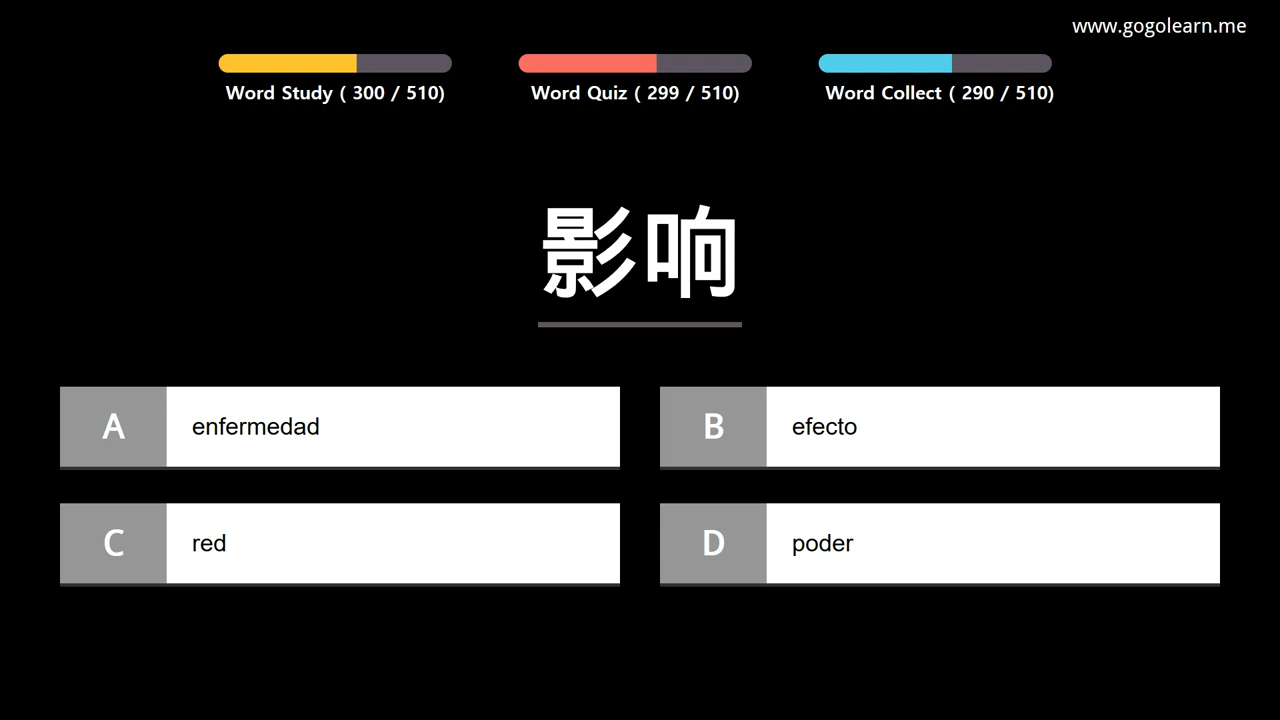 www.gogolearn.me
Word Study ( 300 / 510)
Word Quiz ( 299 / 510)
Word Collect ( 290 / 510)
影响
A enfermedad
B efecto
C red
D poder